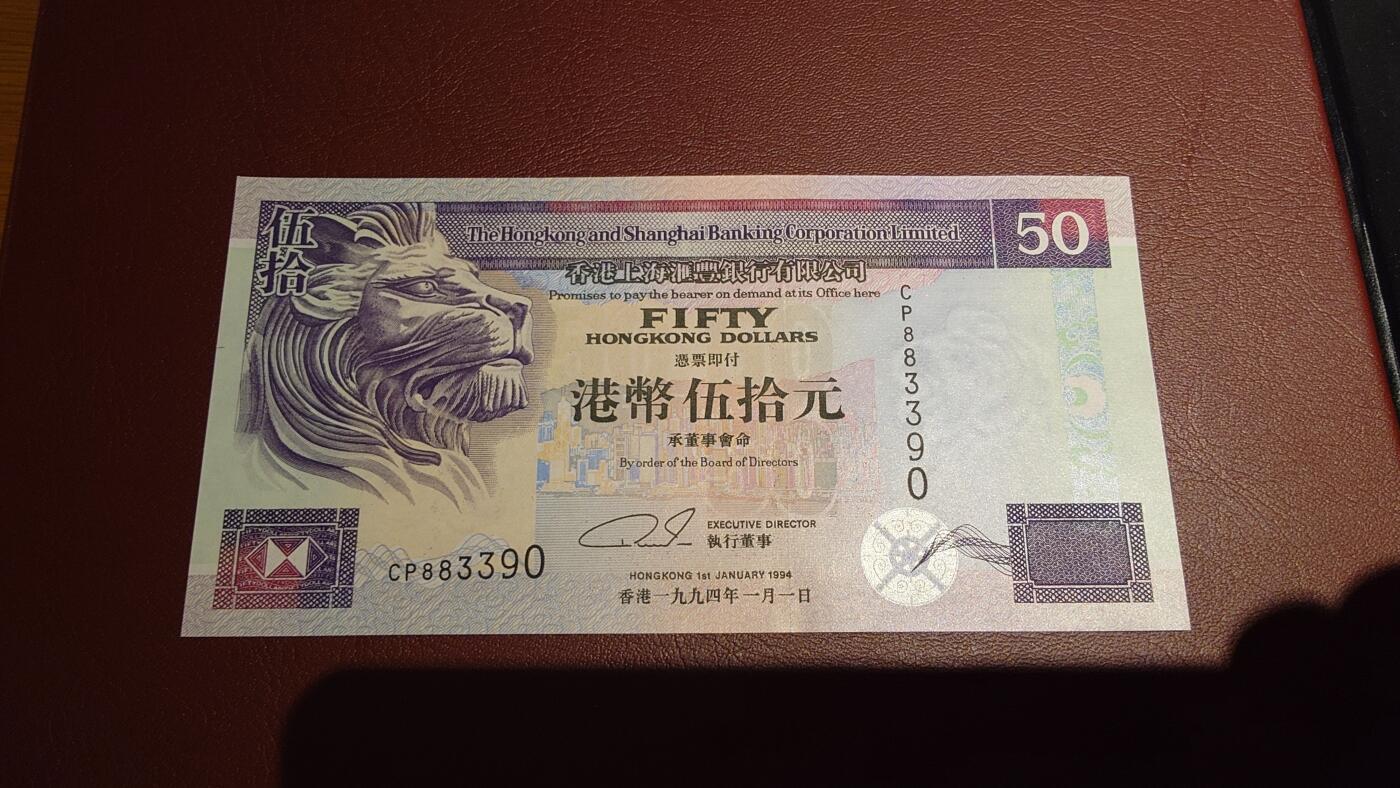 伍拾
The Hongkong and Shanghai Banking Corporation Limited
50
香港上海滙豐銀行有限公司
Promises to pay the bearer on demand at its Office here
CP883390
FIFTY
HONGKONG DOLLARS
憑票即付
港幣伍拾元
承董事會命
By order of the Board of Directors
EXECUTIVE DIRECTOR
執行董事
CP883390
HONGKONG 1st JANUARY 1994
香港一九九四年一月一日